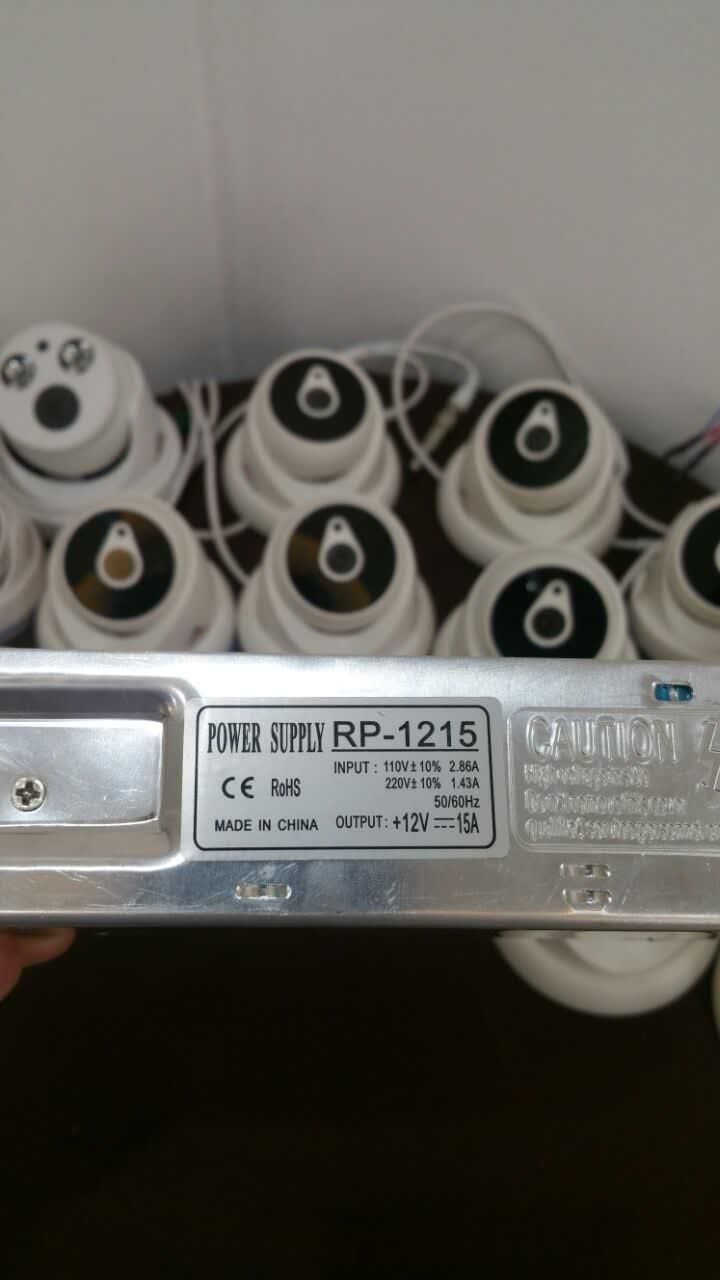 POWER SUPPLY RP-1215
INPUT : 110V±10% 2.86A
220V±10% 1.43A
CE RoHS
50/60Hz
MADE IN CHINA OUTPUT: +12V ⎓ 15A
CAUTION